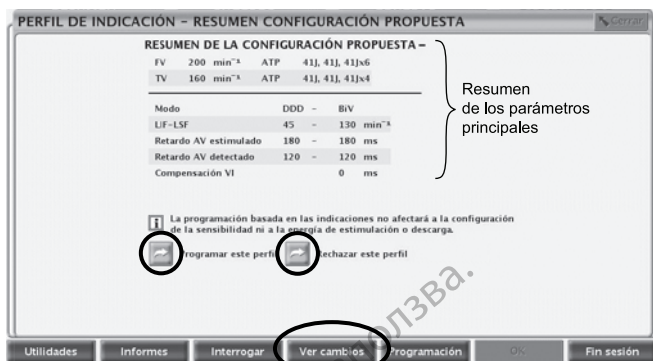 PERFIL DE INDICACIÓN - RESUMEN CONFIGURACIÓN PROPUESTA
Cerrar
RESUMEN DE LA CONFIGURACIÓN PROPUESTA –
FV 200 min⁻¹ ATP 41J, 41J, 41Jx6
TV 160 min⁻¹ ATP 41J, 41J, 41Jx4
Modo DDD - BiV
LIF-LSF 45 - 130 min⁻¹
Retardo AV estimulado 180 - 180 ms
Retardo AV detectado 120 - 120 ms
Compensación VI 0 ms
Resumen
de los parámetros
principales
La programación basada en las indicaciones no afectará a la configuración
de la sensibilidad ni a la energía de estimulación o descarga.
Programar este perfil
Rechazar este perfil
Utilidades
Informes
Interrogar
Ver cambios
Programación
OK
Fin sesión